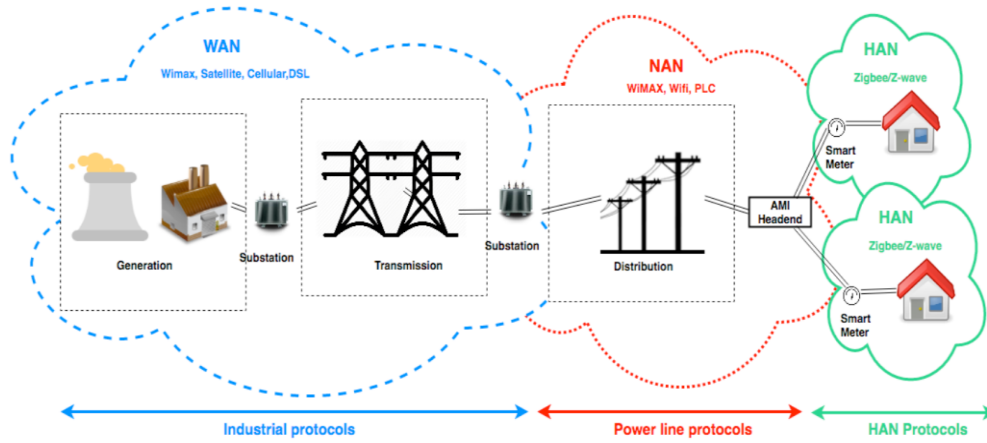 WAN
Wimax, Satellite, Cellular,DSL
NAN
WiMAX, Wifi, PLC
HAN
Zigbee/Z-wave
Smart
Meter
Generation
Substation
Transmission
Substation
Distribution
AMI
Headend
HAN
Zigbee/Z-wave
Smart
Meter
Industrial protocols
Power line protocols
HAN Protocols